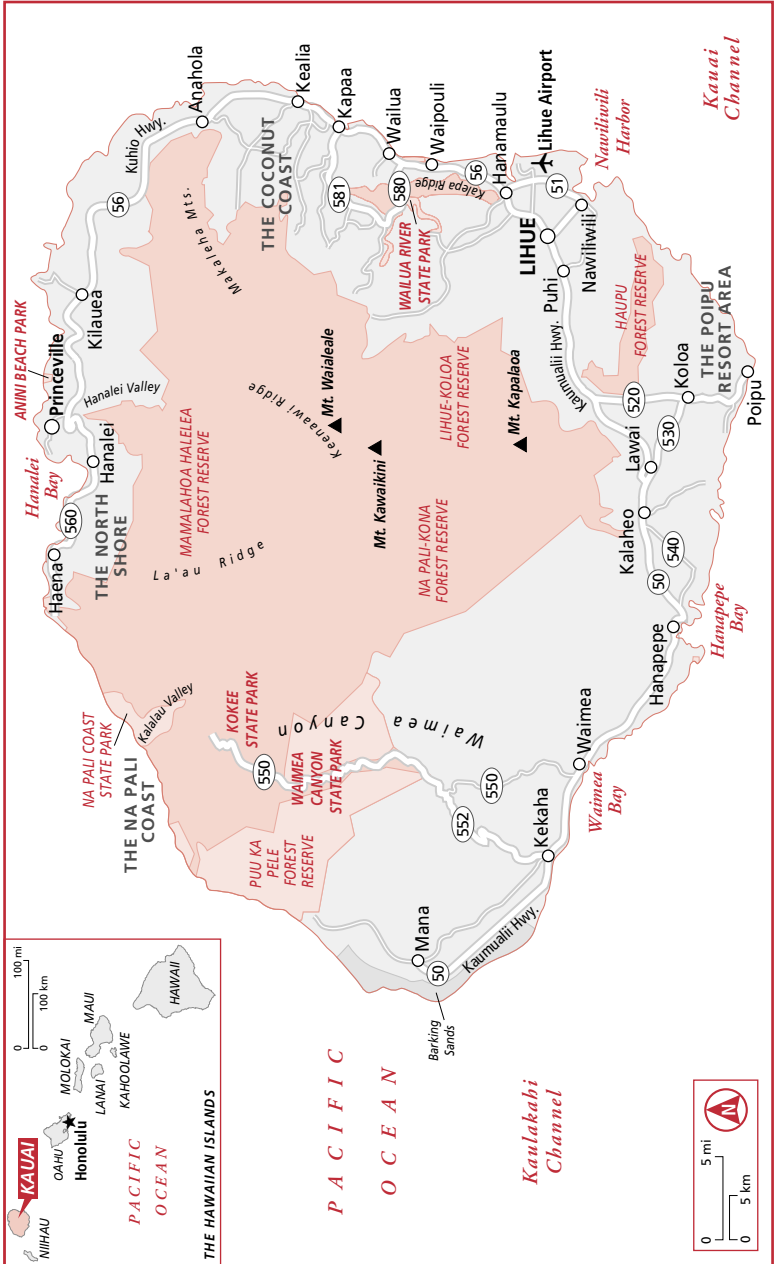 NIIHAU
KAUAI
OAHU
Honolulu
MOLOKAI
LANAI
MAUI
KAHOOLAWE
HAWAII
0
100 mi
0
100 km
PACIFIC
OCEAN
THE HAWAIIAN ISLANDS
Hanalei
Bay
ANINI BEACH PARK
Princeville
Haena
560
Hanalei
THE NORTH
SHORE
Hanalei Valley
Kilauea
56
Kuhio Hwy.
Anahola
Kealia
THE COCONUT
COAST
Kapaa
581
Wailua
580
Waipouli
56
Kalepa Ridge
WAILUA RIVER
STATE PARK
Hanamaulu
Lihue Airport
51
LIHUE
Nawiliwili
Nawiliwili
Harbor
Kauai
Channel
Puhi
Kaumualii Hwy.
HAUPU
FOREST RESERVE
520
THE POIPU
RESORT AREA
Koloa
Poipu
530
Lawai
Kalaheo
540
50
Hanapepe
Hanapepe
Bay
Makaleha Mts.
MAMALAHOA HALELEA
FOREST RESERVE
Keenaawi Ridge
Mt. Waialeale
Mt. Kawaikini
La'an Ridge
LIHUE-KOLOA
FOREST RESERVE
Mt. Kapalaoa
NA PALI-KONA
FOREST RESERVE
NA PALI COAST
STATE PARK
Kalalau Valley
THE NA PALI
COAST
KOKEE
STATE PARK
550
WAIMEA
CANYON
STATE PARK
Waimea Canyon
PUU KA
PELE
FOREST
RESERVE
552
550
Waimea
Waimea
Bay
Kekaha
Kaumualii Hwy.
Mana
50
Barking
Sands
PACIFIC
OCEAN
Kaulakahi
Channel
0
5 mi
0
5 km
N